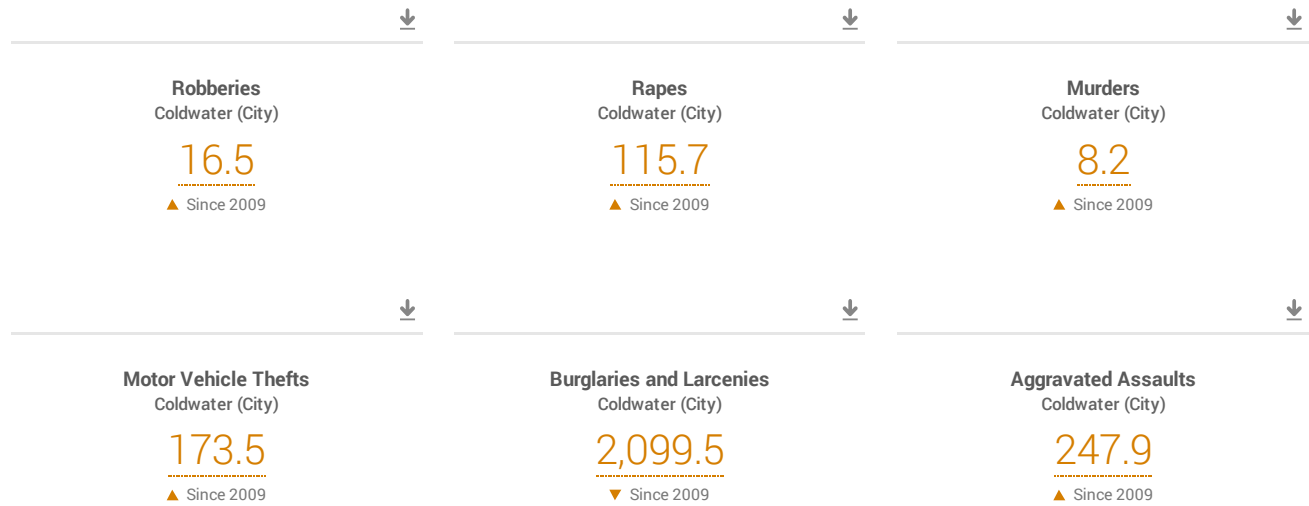 Robberies
Coldwater (City)
16.5
▲ Since 2009
Rapes
Coldwater (City)
115.7
▲ Since 2009
Murders
Coldwater (City)
8.2
▲ Since 2009
Motor Vehicle Thefts
Coldwater (City)
173.5
▲ Since 2009
Burglaries and Larcenies
Coldwater (City)
2,099.5
▼ Since 2009
Aggravated Assaults
Coldwater (City)
247.9
▲ Since 2009